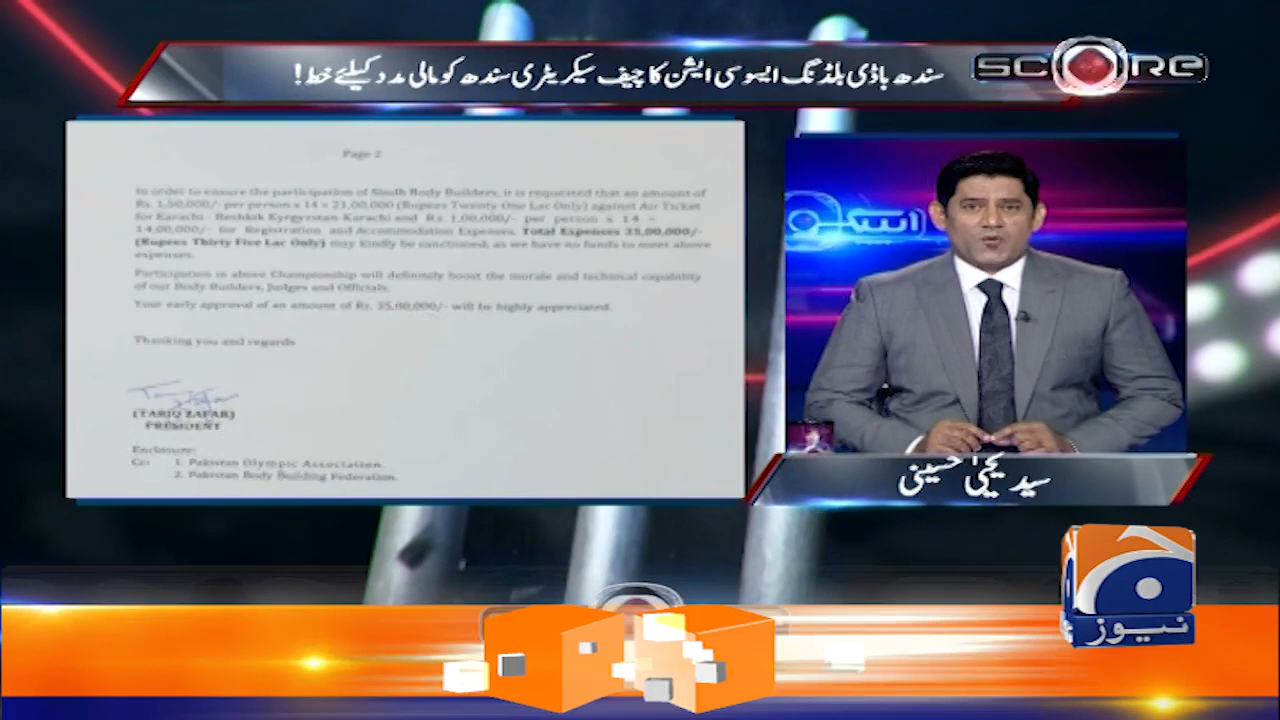 سندھ باڈی بلڈنگ ایسوسی ایشن کا چیف سیکریٹری سندھ کو مالی مدد کیلئے خط!
SCORE
Page 2
In order to ensure the participation of Sindh Body Builders, it is requested that an amount of
Rs. 1,50,000/- per person x 14 = 21,00,000 (Rupees Twenty One Lac Only) against Air Ticket
for Karachi - Beshkik Kyrgyzstan-Karachi and Rs. 1,00,000/- per person x 14 =
14,00,000/- for Registration and Accommodation Expenses. Total Expenses 35,00,000/-
(Rupees Thirty Five Lac Only) may kindly be sanctioned, as we have no funds to meet above
expenses.
Participation in above Championship will definitely boost the morale and technical capability
of our Body Builders, Judges and Officials.
Your early approval of an amount of Rs. 35,00,000/- will be highly appreciated.
Thanking you and regards
(TARIQ ZAFAR)
PRESIDENT
Enclosure:
Cc: 1. Pakistan Olympic Association.
2. Pakistan Body Building Federation.
اسکور
سید یحییٰ حسینی
جیو
نیوز